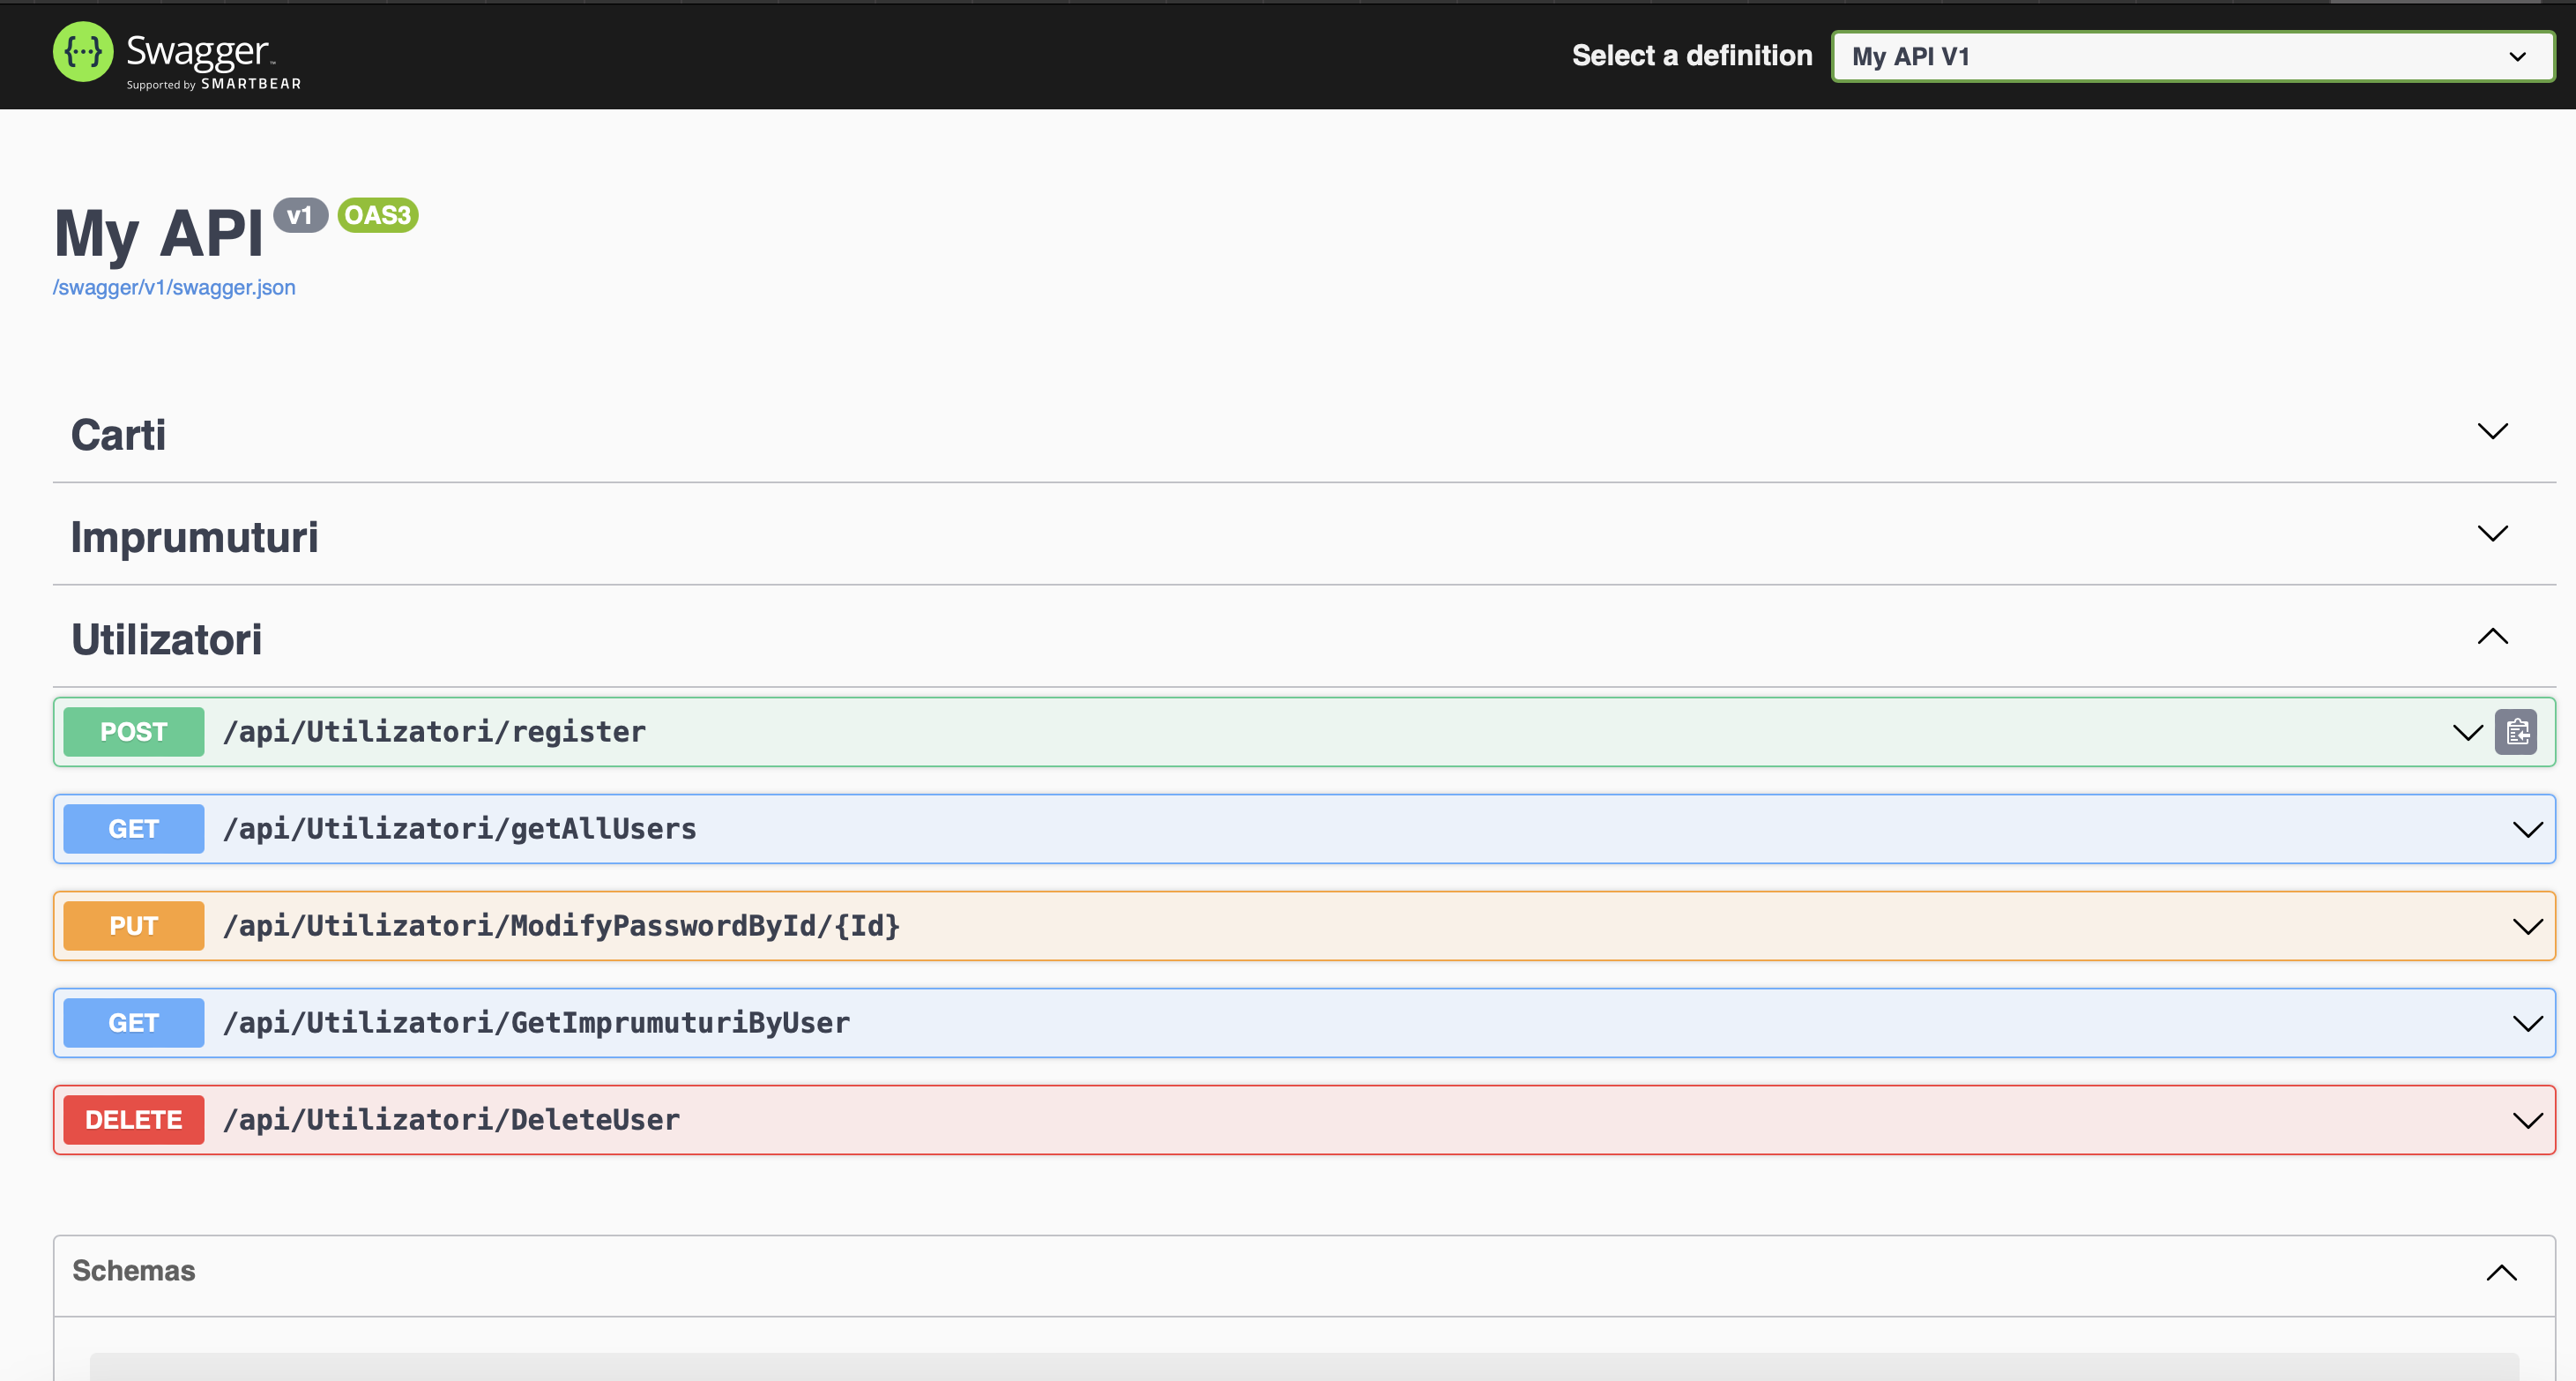 Swagger™
Supported by SMARTBEAR
Select a definition
My API V1
My API v1 OAS3
/swagger/v1/swagger.json
Carti
Imprumuturi
Utilizatori
POST /api/Utilizatori/register
GET /api/Utilizatori/getAllUsers
PUT /api/Utilizatori/ModifyPasswordById/{Id}
GET /api/Utilizatori/GetImprumuturiByUser
DELETE /api/Utilizatori/DeleteUser
Schemas